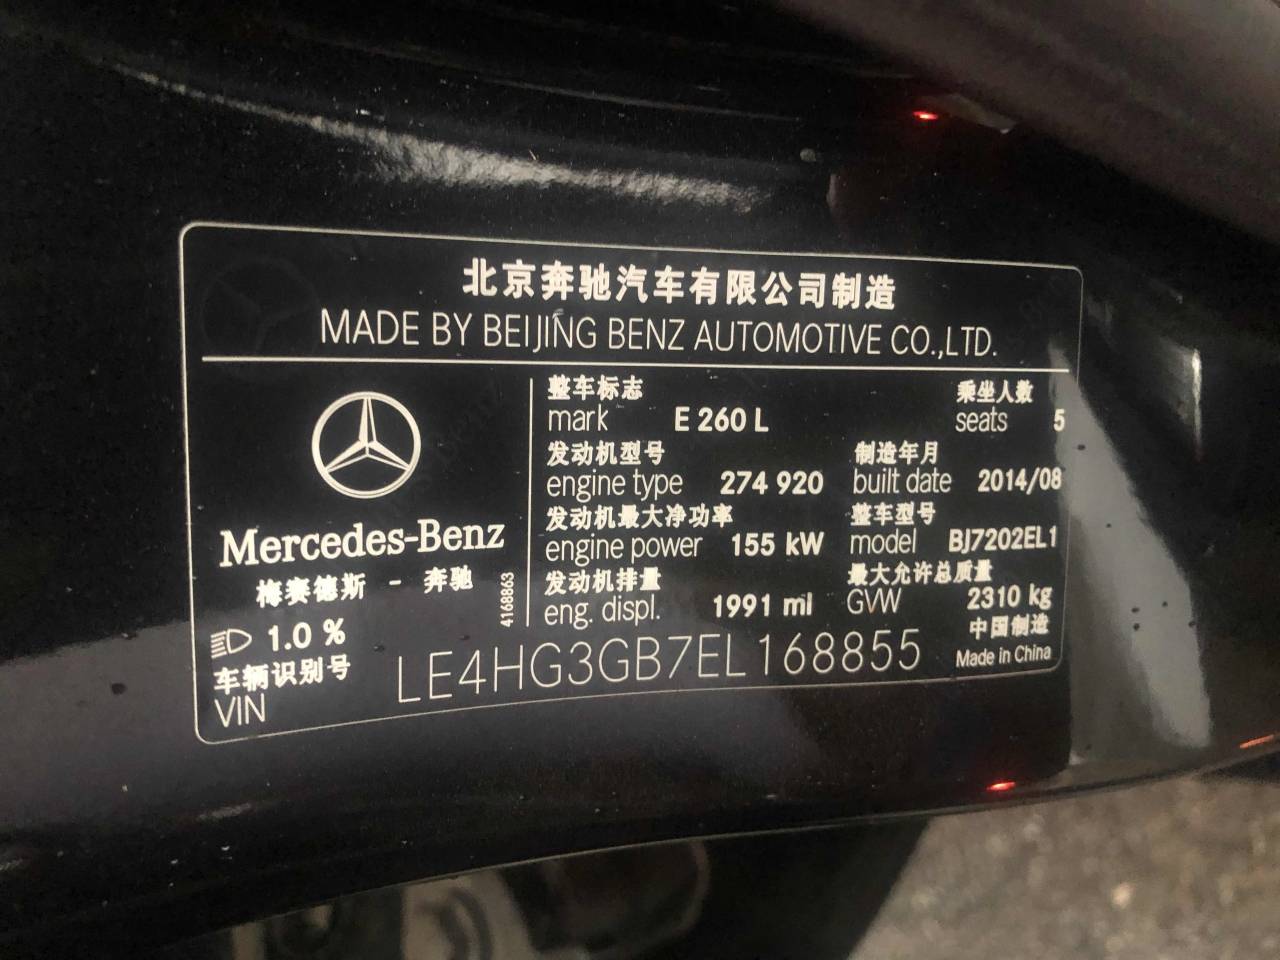 北京奔驰汽车有限公司制造
MADE BY BEIJING BENZ AUTOMOTIVE CO.,LTD.
整车标志 乘坐人数
mark E 260 L seats 5
发动机型号 制造年月
engine type 274 920 built date 2014/08
发动机最大净功率 整车型号
engine power 155 kW model BJ7202EL1
发动机排量 最大允许总质量
eng. displ. 1991 ml GVW 2310 kg
Mercedes-Benz
梅赛德斯 - 奔驰
4168863
1.0 %
中国制造
Made in China
车辆识别号
VIN LE4HG3GB7EL168855